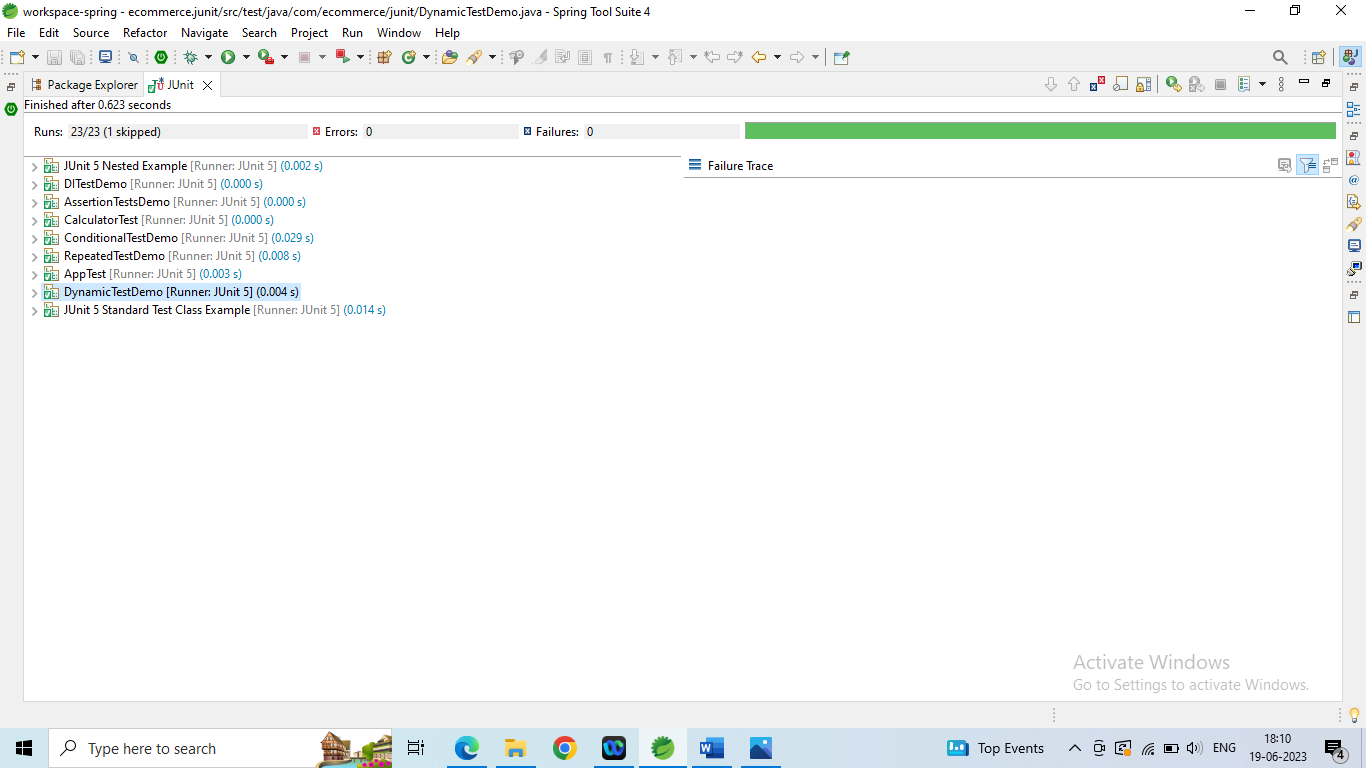 workspace-spring - ecommerce.junit/src/test/java/com/ecommerce/junit/DynamicTestDemo.java - Spring Tool Suite 4
File Edit Source Refactor Navigate Search Project Run Window Help
Package Explorer JUnit
Finished after 0.623 seconds
Runs: 23/23 (1 skipped) Errors: 0 Failures: 0
JUnit 5 Nested Example [Runner: JUnit 5] (0.002 s)
Failure Trace
DITestDemo [Runner: JUnit 5] (0.000 s)
AssertionTestsDemo [Runner: JUnit 5] (0.000 s)
CalculatorTest [Runner: JUnit 5] (0.000 s)
ConditionalTestDemo [Runner: JUnit 5] (0.029 s)
RepeatedTestDemo [Runner: JUnit 5] (0.008 s)
AppTest [Runner: JUnit 5] (0.003 s)
DynamicTestDemo [Runner: JUnit 5] (0.004 s)
JUnit 5 Standard Test Class Example [Runner: JUnit 5] (0.014 s)
Activate Windows
Go to Settings to activate Windows.
Type here to search
Top Events
ENG
18:10
19-06-2023
4